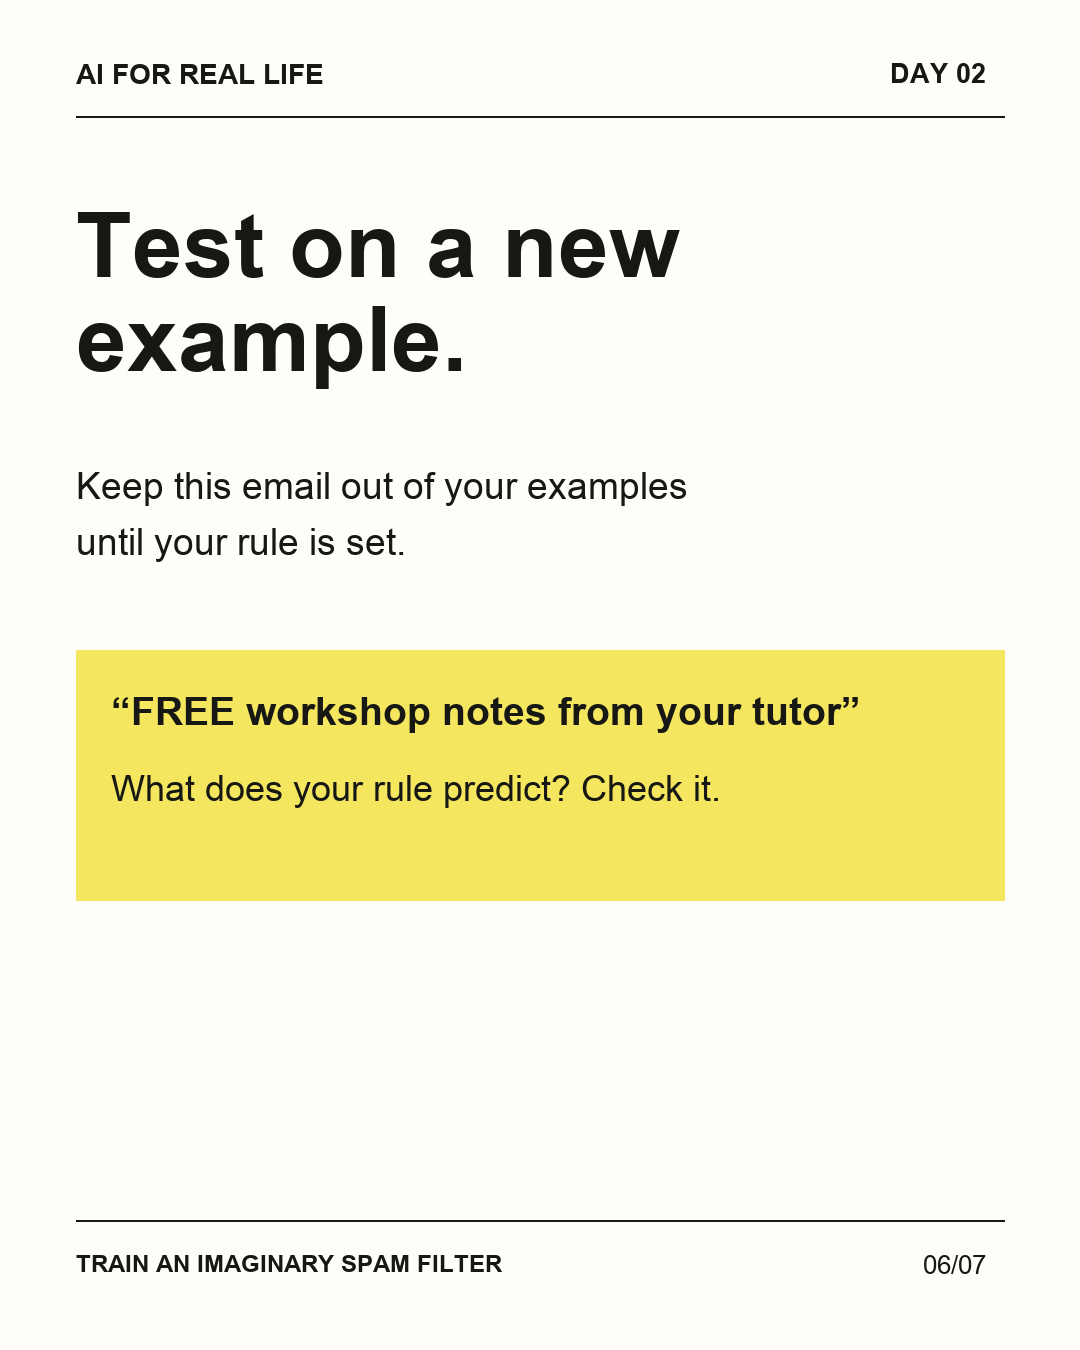 AI FOR REAL LIFE
DAY 02
Test on a new
example.
Keep this email out of your examples
until your rule is set.
“FREE workshop notes from your tutor”
What does your rule predict? Check it.
TRAIN AN IMAGINARY SPAM FILTER
06/07